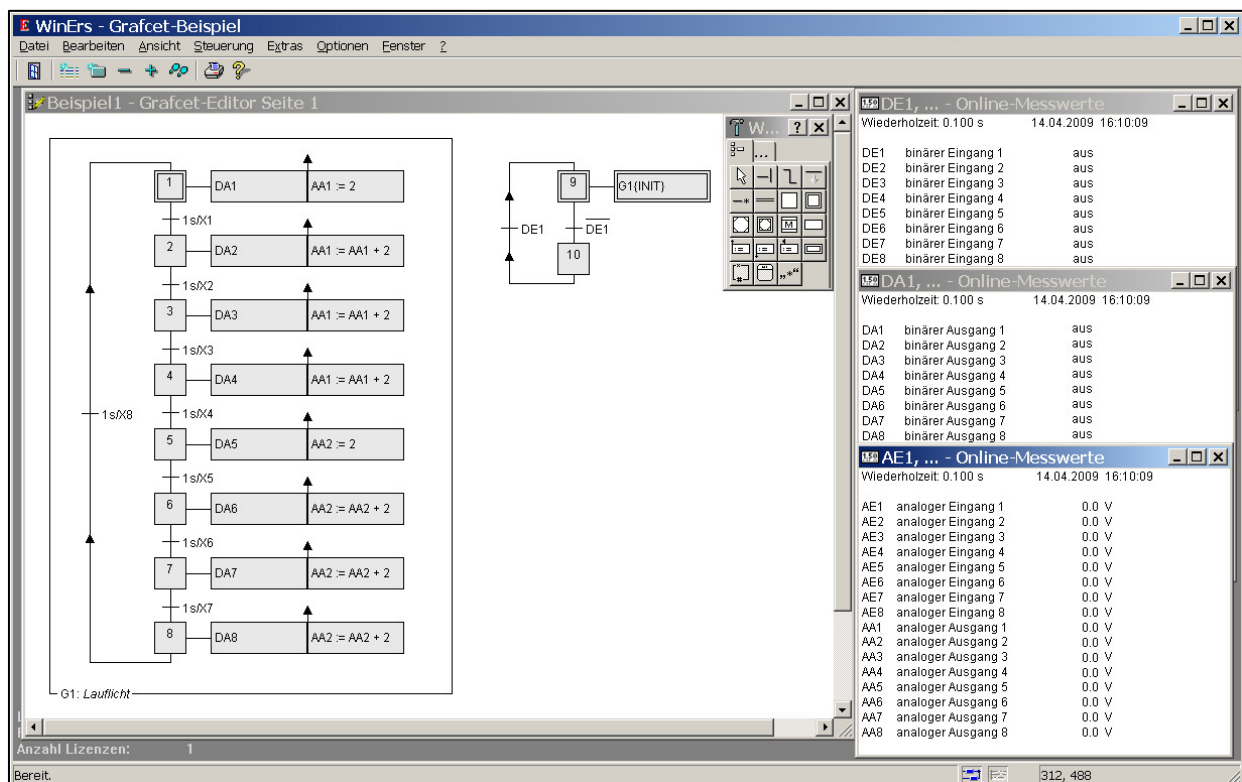 WinErs - Grafcet-Beispiel
Datei Bearbeiten Ansicht Steuerung Extras Optionen Fenster ?
Beispiel1 - Grafcet-Editor Seite 1
1 DA1 AA1 := 2
1s/X1
2 DA2 AA1 := AA1 + 2
1s/X2
3 DA3 AA1 := AA1 + 2
1s/X3
4 DA4 AA1 := AA1 + 2
1s/X8
1s/X4
5 DA5 AA2 := 2
1s/X5
6 DA6 AA2 := AA2 + 2
1s/X6
7 DA7 AA2 := AA2 + 2
1s/X7
8 DA8 AA2 := AA2 + 2
G1: Lauflicht
9 G1{INIT}
DE1 DE1
10
W... ?
...
M
DE1, ... - Online-Messwerte
Wiederholzeit: 0.100 s 14.04.2009 16:10:09
DE1 binärer Eingang 1 aus
DE2 binärer Eingang 2 aus
DE3 binärer Eingang 3 aus
DE4 binärer Eingang 4 aus
DE5 binärer Eingang 5 aus
DE6 binärer Eingang 6 aus
DE7 binärer Eingang 7 aus
DE8 binärer Eingang 8 aus
DA1, ... - Online-Messwerte
Wiederholzeit: 0.100 s 14.04.2009 16:10:09
DA1 binärer Ausgang 1 aus
DA2 binärer Ausgang 2 aus
DA3 binärer Ausgang 3 aus
DA4 binärer Ausgang 4 aus
DA5 binärer Ausgang 5 aus
DA6 binärer Ausgang 6 aus
DA7 binärer Ausgang 7 aus
DA8 binärer Ausgang 8 aus
AE1, ... - Online-Messwerte
Wiederholzeit: 0.100 s 14.04.2009 16:10:09
AE1 analoger Eingang 1 0.0 V
AE2 analoger Eingang 2 0.0 V
AE3 analoger Eingang 3 0.0 V
AE4 analoger Eingang 4 0.0 V
AE5 analoger Eingang 5 0.0 V
AE6 analoger Eingang 6 0.0 V
AE7 analoger Eingang 7 0.0 V
AE8 analoger Eingang 8 0.0 V
AA1 analoger Ausgang 1 0.0 V
AA2 analoger Ausgang 2 0.0 V
AA3 analoger Ausgang 3 0.0 V
AA4 analoger Ausgang 4 0.0 V
AA5 analoger Ausgang 5 0.0 V
AA6 analoger Ausgang 6 0.0 V
AA7 analoger Ausgang 7 0.0 V
AA8 analoger Ausgang 8 0.0 V
Anzahl Lizenzen: 1
Bereit. 312, 488